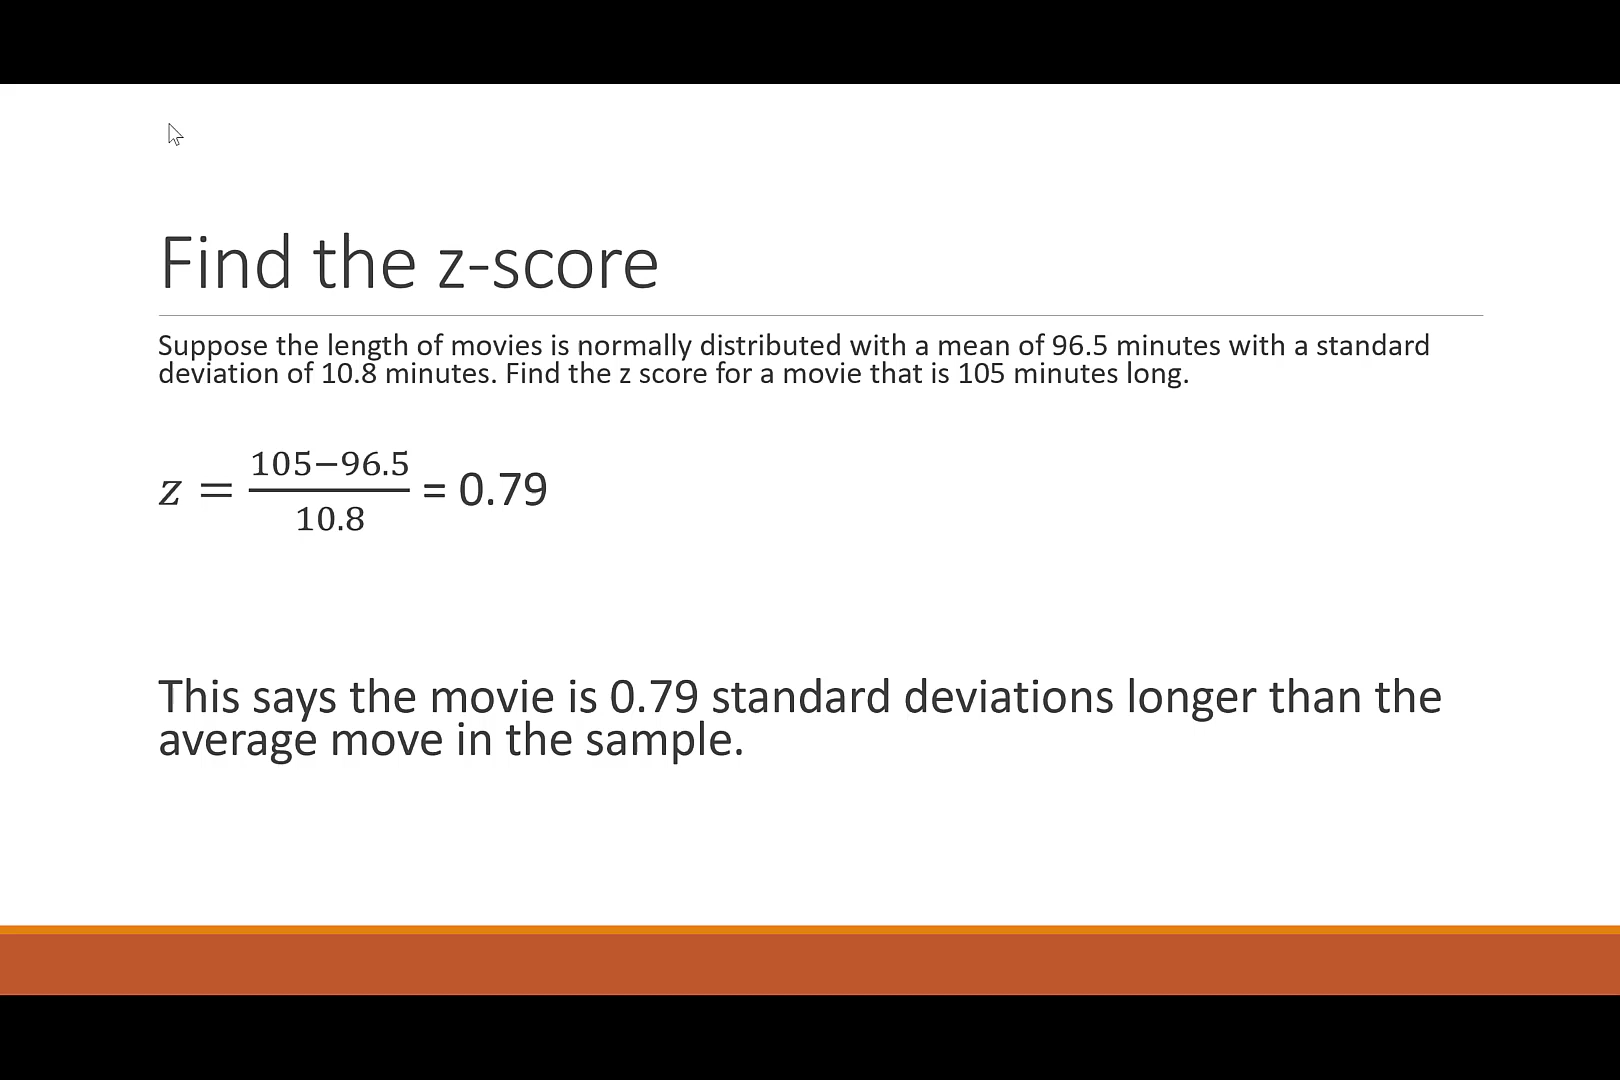 Find the z-score
Suppose the length of movies is normally distributed with a mean of 96.5 minutes with a standard
deviation of 10.8 minutes. Find the z score for a movie that is 105 minutes long.
z = \frac{105−96.5}{10.8} = 0.79
This says the movie is 0.79 standard deviations longer than the
average move in the sample.